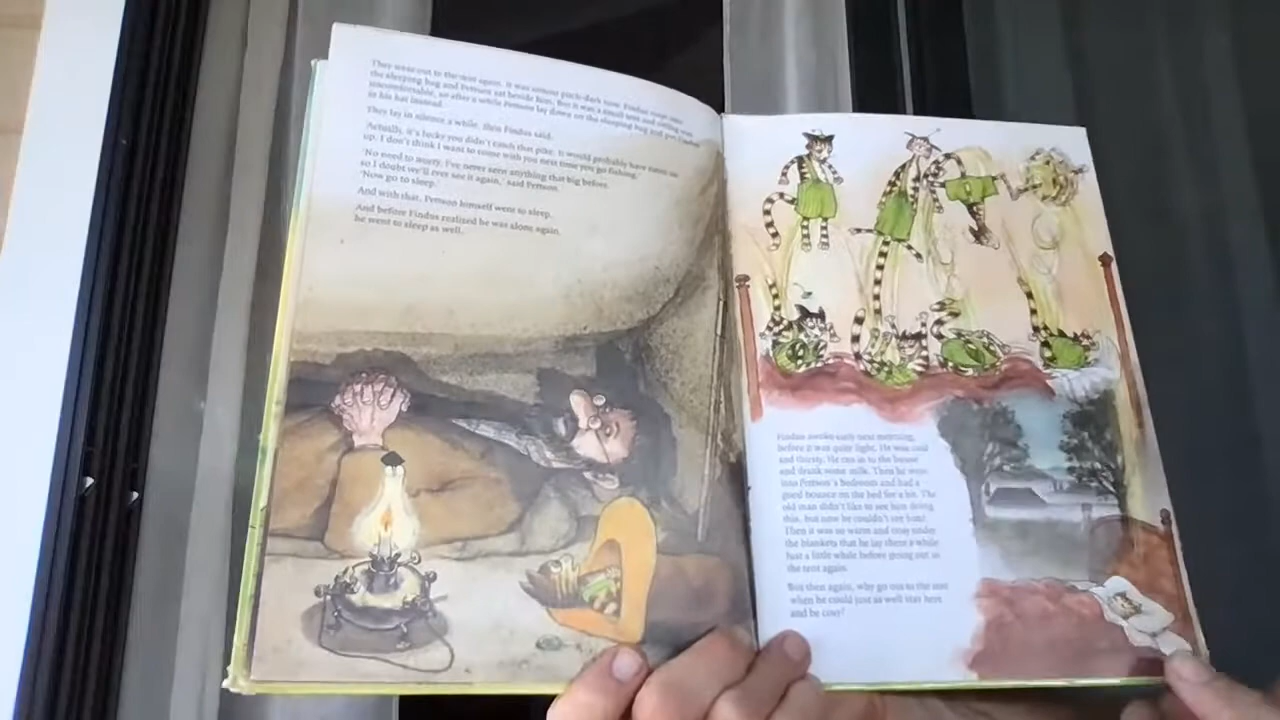 They went out to the tent again. It was almost pitch-dark now. Findus crept into
the sleeping bag and Pettson sat beside him. But it was a small tent and sitting was
uncomfortable, so after a while Pettson lay down on the sleeping bag and put Findus
in his hat instead.
They lay in silence a while, then Findus said:
'Actually, it's lucky you didn't catch that pike. It would probably have eaten me
up. I don't think I want to come with you next time you go fishing.'
'No need to worry. I've never seen anything that big before,
so I doubt we'll ever see it again,' said Pettson.
'Now go to sleep.'
And with that, Pettson himself went to sleep.
And before Findus realized he was alone again,
he went to sleep as well.
Findus awoke early next morning,
before it was quite light. He was cold
and thirsty. He ran in to the house
and drank some milk. Then he went
into Pettson's bedroom and had a
good bounce on the bed for a bit. The
old man didn't like to see him doing
this, but now he couldn't see him!
Then it was so warm and cosy under
the blankets that he lay there a while.
Just a little while before going out to
the tent again.
But then again, why go out to the tent
when he could just as well stay here
and be cosy?